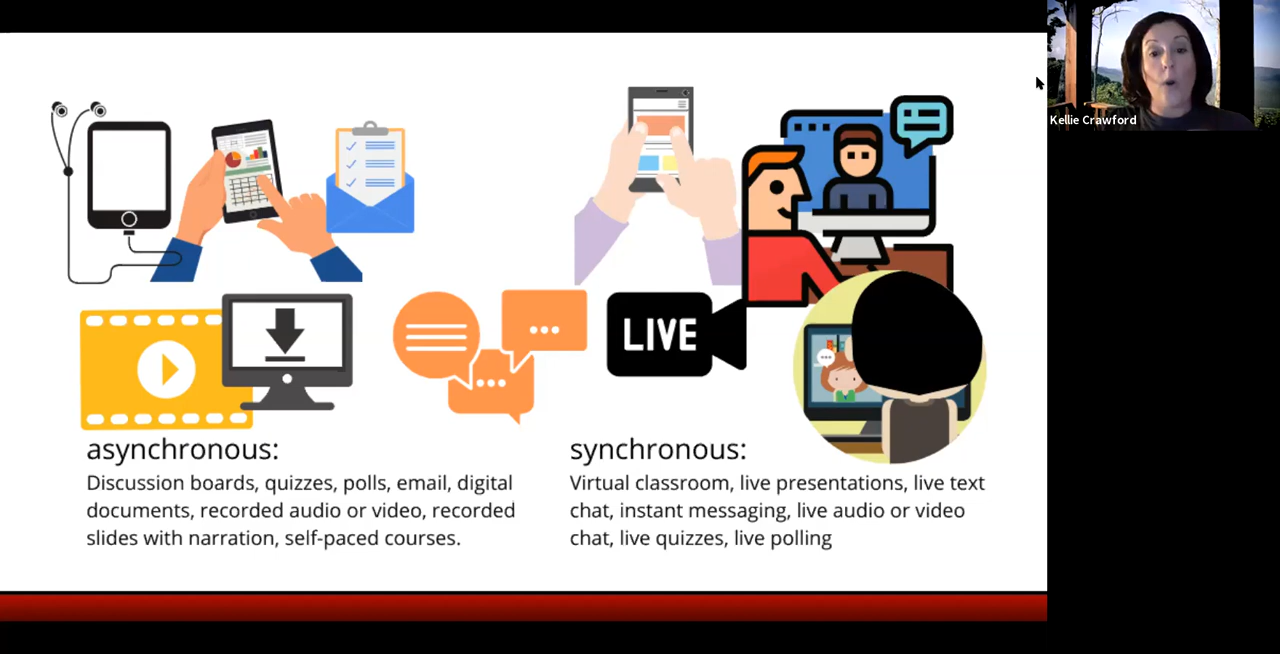 Kellie Crawford
LIVE
asynchronous:
Discussion boards, quizzes, polls, email, digital
documents, recorded audio or video, recorded
slides with narration, self-paced courses.
synchronous:
Virtual classroom, live presentations, live text
chat, instant messaging, live audio or video
chat, live quizzes, live polling